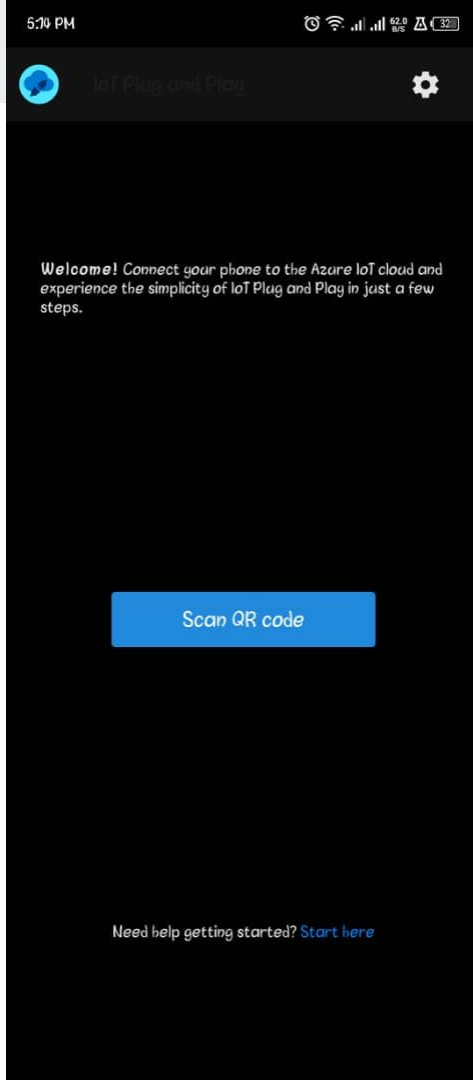 5:14 PM
62.0
B/S
32
IoT Plug and Play
Welcome! Connect your phone to the Azure IoT cloud and
experience the simplicity of IoT Plug and Play in just a few
steps.
Scan QR code
Need help getting started? Start here